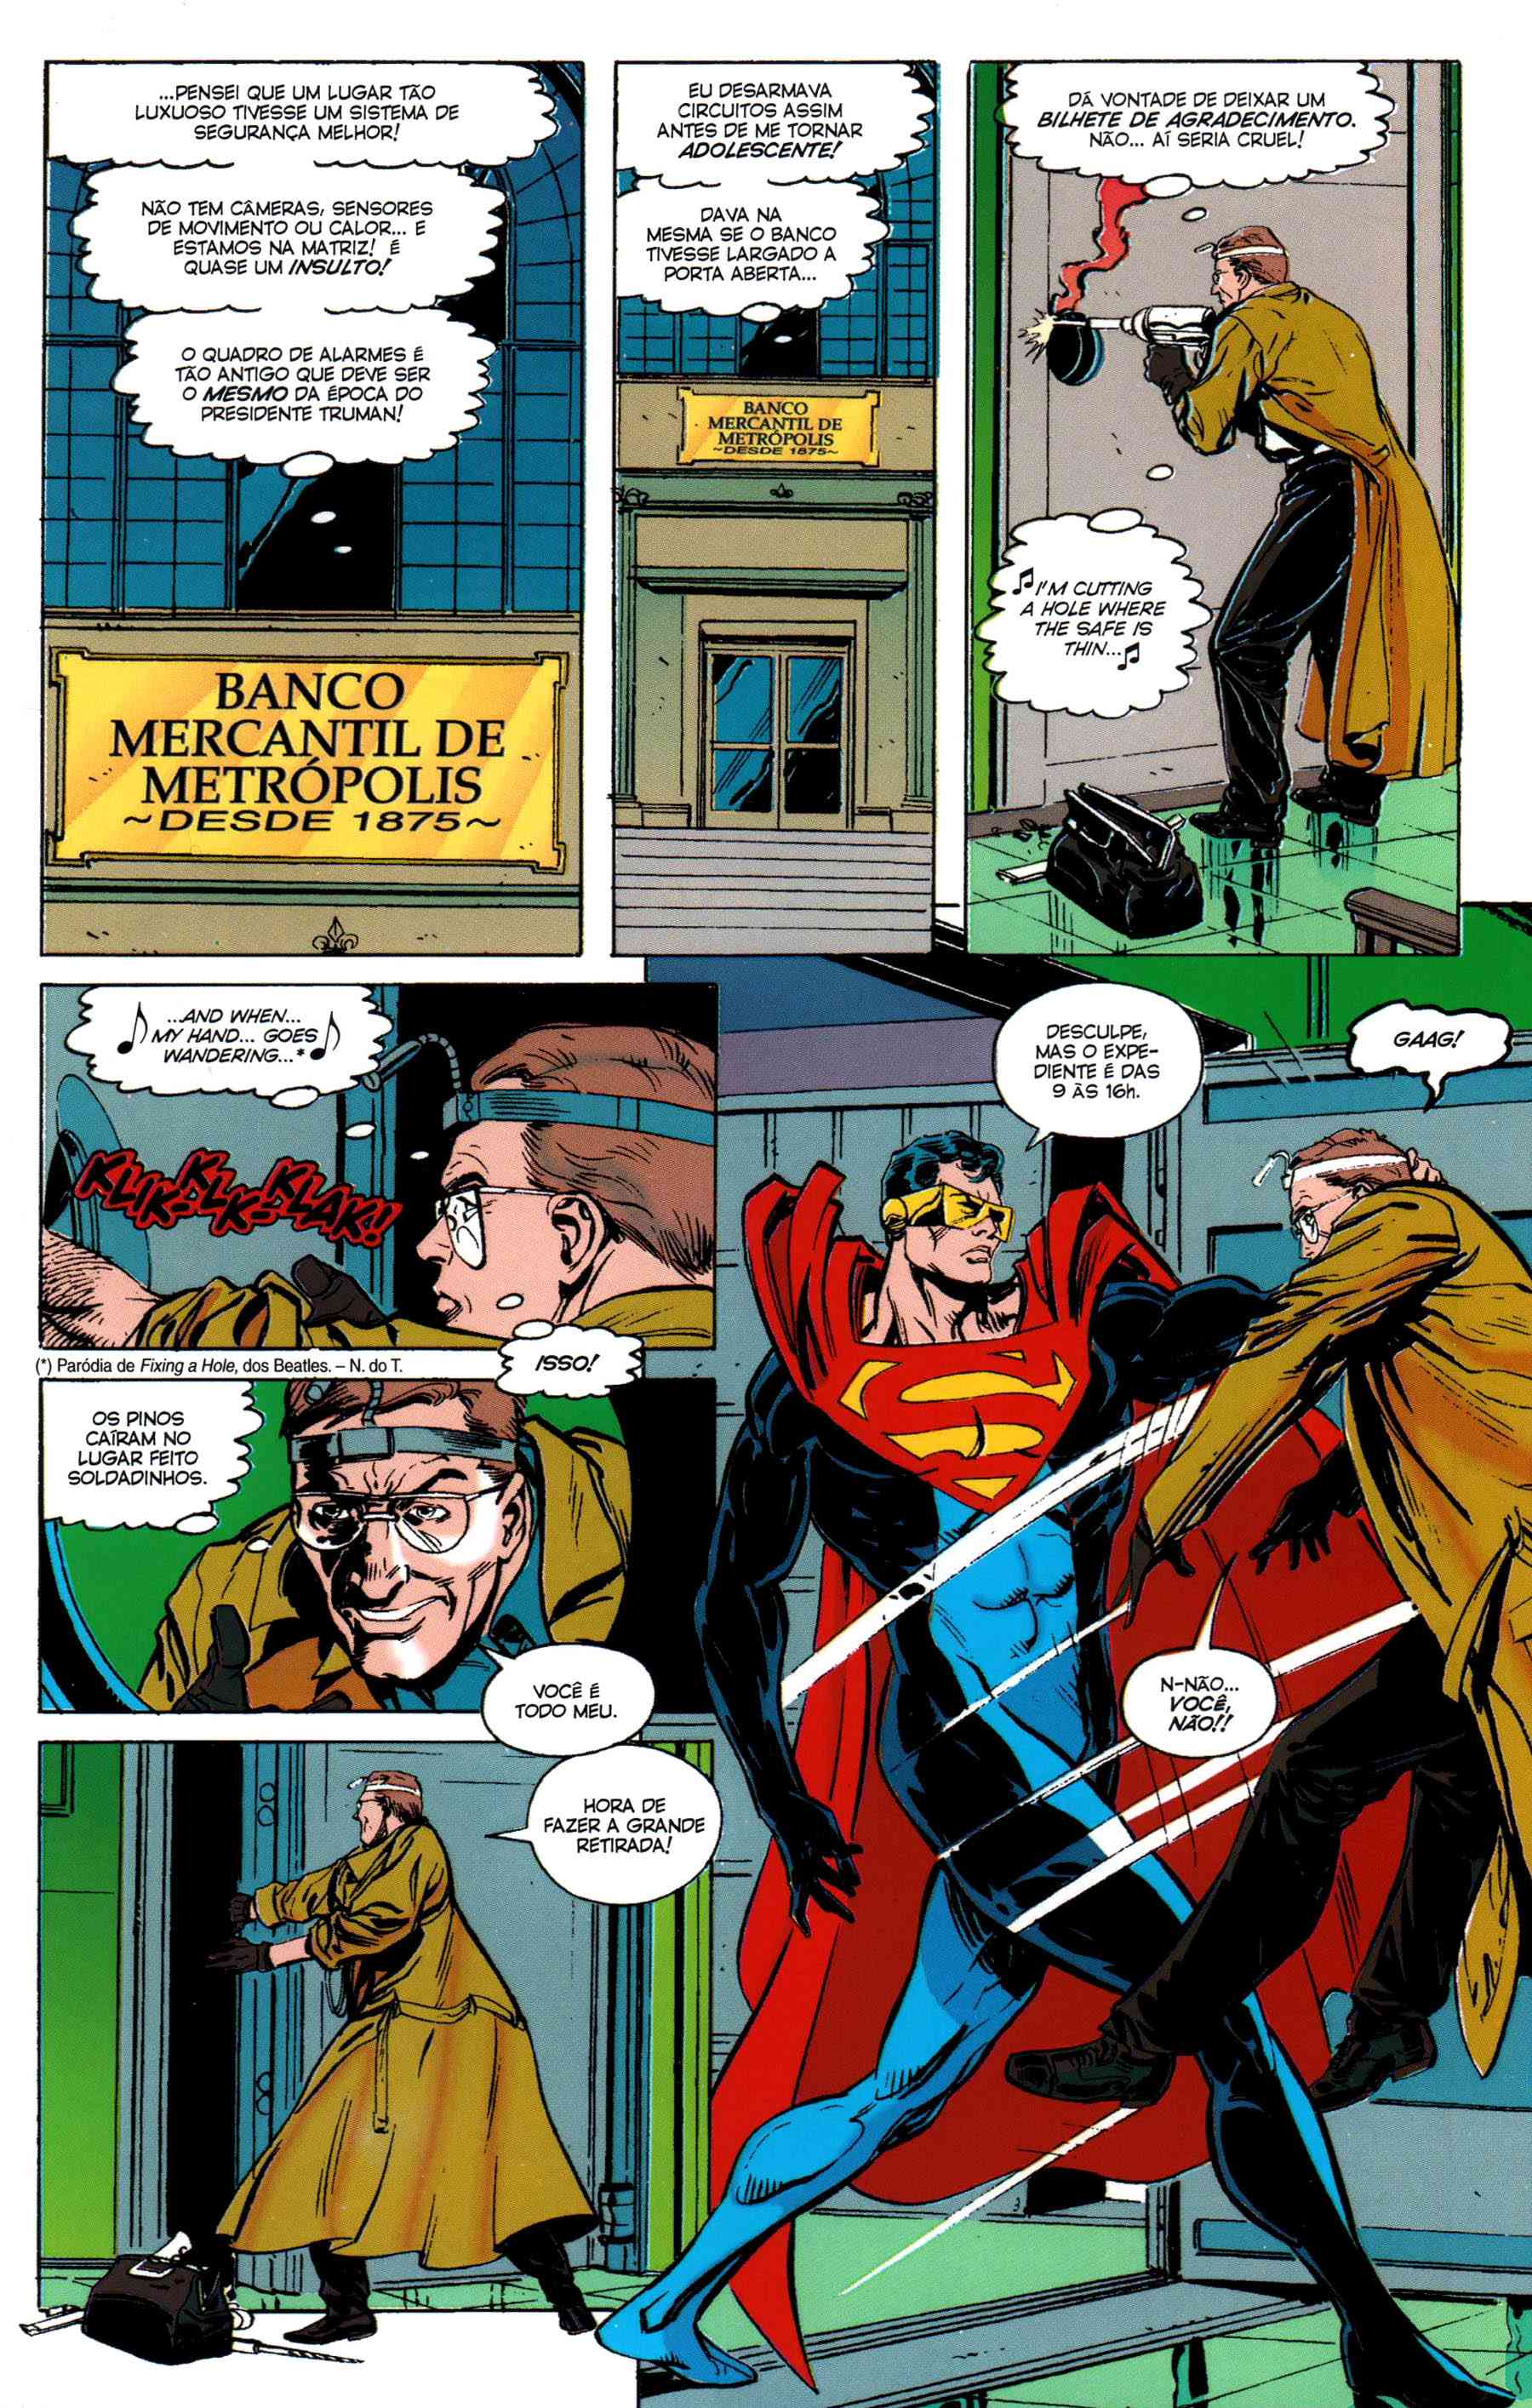 ...PENSEI QUE UM LUGAR TÃO
LUXUOSO TIVESSE UM SISTEMA DE
SEGURANÇA MELHOR!
NÃO TEM CÂMERAS, SENSORES
DE MOVIMENTO OU CALOR... E
ESTAMOS NA MATRIZ! É
QUASE UM INSULTO!
O QUADRO DE ALARMES É
TÃO ANTIGO QUE DEVE SER
O MESMO DA ÉPOCA DO
PRESIDENTE TRUMAN!
BANCO
MERCANTIL DE
METRÓPOLIS
~DESDE 1875~
EU DESARMAVA
CIRCUITOS ASSIM
ANTES DE ME TORNAR
ADOLESCENTE!
DAVA NA
MESMA SE O BANCO
TIVESSE LARGADO A
PORTA ABERTA...
BANCO
MERCANTIL DE
METRÓPOLIS
~DESDE 1875~
DÁ VONTADE DE DEIXAR UM
BILHETE DE AGRADECIMENTO.
NÃO... AÍ SERIA CRUEL!
♫I'M CUTTING
A HOLE WHERE
THE SAFE IS
THIN...♫
...AND WHEN...
♪MY HAND... GOES♪
WANDERING...*
KLIK-KLK-KLAK!!
(*) Paródia de Fixing a Hole, dos Beatles. – N. do T.
ISSO!
OS PINOS
CAÍRAM NO
LUGAR FEITO
SOLDADINHOS.
VOCÊ É
TODO MEU.
HORA DE
FAZER A GRANDE
RETIRADA!
DESCULPE,
MAS O EXPE-
DIENTE É DAS
9 ÀS 16h.
GAAG!
N-NÃO...
VOCÊ,
NÃO!!